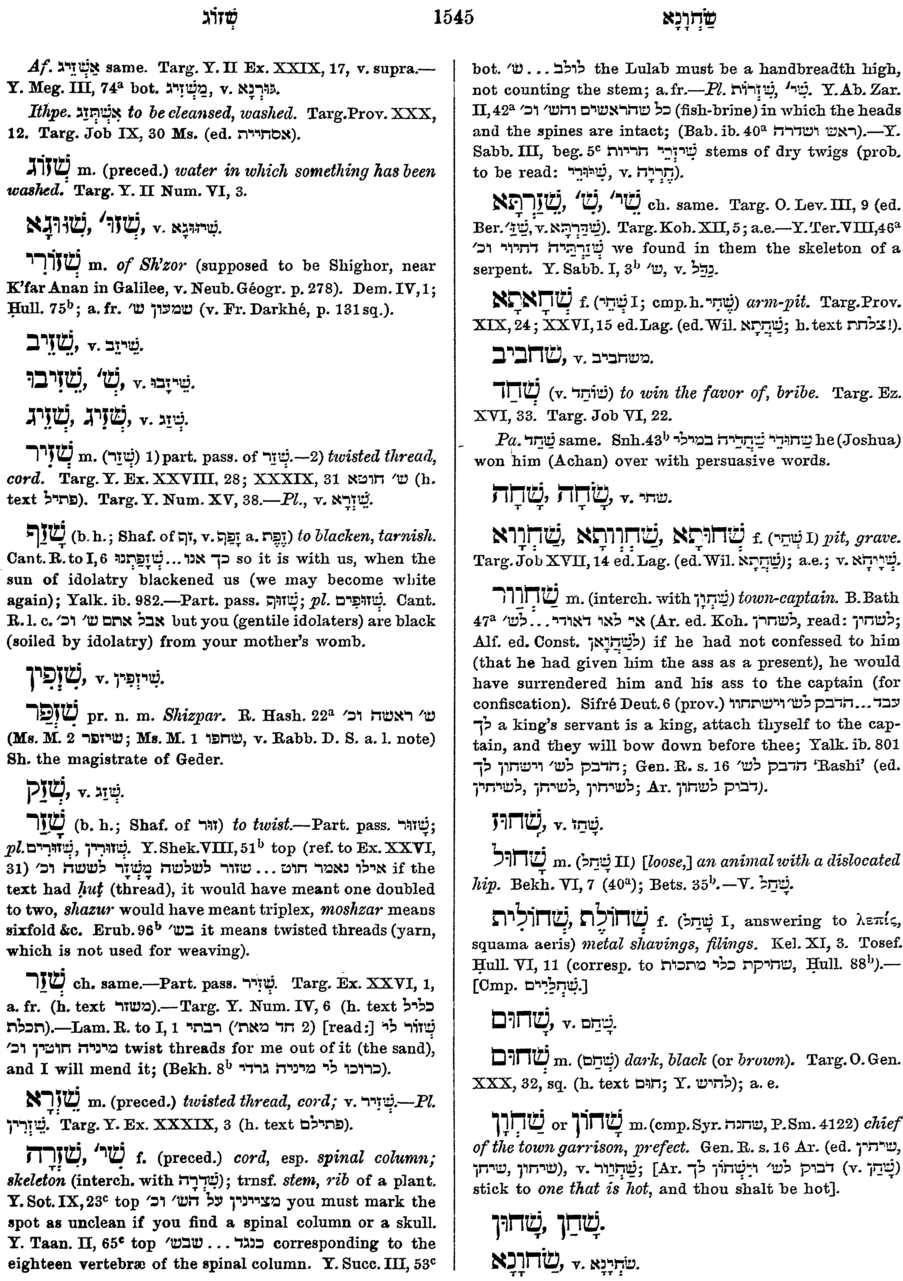 שְׁזוֹג
1545
שַׂחְוָנָא
Af. אַשְׁזֵיג same. Targ. Y. II Ex. XXIX, 17, v. supra.—
Y. Meg. III, 74ª bot. מַשְׁזִיג, v. גּוּרְנָא.
Ithpe. אִשְׁתְּזֵג to be cleansed, washed. Targ. Prov. XXX,
12. Targ. Job IX, 30 Ms. (ed. אסחיית).
שְׁזוֹג m. (preced.) water in which something has been
washed. Targ. Y. II Num. VI, 3.
שְׁזוּגָא, שְׁזוּ׳, v. שִׁיזוּגָא.
שְׁזוֹרִי m. of Sh'zor (supposed to be Shighor, near
K'far Anan in Galilee, v. Neub. Géogr. p. 278). Dem. IV, 1;
Ḥull. 75ᵇ; a. fr. שמעון ש׳ (v. Fr. Darkhé, p. 131 sq.).
שֵׁזֵיב, v. שֵׁיזֵב.
שֵׁזִיבוּ, שֵׁ׳, v. שֵׁיזָבוּ.
שְׁזֵיג, שְׁזִיג, v. שְׁזַג.
שְׁזִיר m. (שְׁזַר) 1) part. pass. of שְׁזַר.—2) twisted thread,
cord. Targ. Y. Ex. XXVIII, 28; XXXIX, 31 ש׳ חוטא (h.
text פתיל). Targ. Y. Num. XV, 38.—Pl., v. שִׁזְרָא.
שָׁזַף (b. h.; Shaf. of זף, v. זָפַף a. זֶפֶת) to blacken, tarnish.
Cant. R. to I, 6 כך אנו...שְׁזָפַתְנוּ so it is with us, when the
sun of idolatry blackened us (we may become white
again); Yalk. ib. 982.—Part. pass. שָׁזוּף; pl. שְׁזוּפִים. Cant.
R. l. c. אבל אתם ש׳ וכ׳ but you (gentile idolaters) are black
(soiled by idolatry) from your mother's womb.
שִׁזְפִין, v. שֵׁיזְפִין.
שִׁזְפַּר pr. n. m. Shizpar. R. Hash. 22ª ש׳ ראשה וכ׳
(Ms. M. 2 שיזפר; Ms. M. 1 שחפו, v. Rabb. D. S. a. l. note)
Sh. the magistrate of Geder.
שְׁזַק, v. שְׁזַג.
שָׁזַר (b. h.; Shaf. of זור) to twist.—Part. pass. שָׁזוּר;
pl. שְׁזוּרִים, שְׁזוּרִין. Y. Shek. VIII, 51ᵇ top (ref. to Ex. XXVI,
31) אילו נאמר חוט... שזור לשלשה מָשְׁזָר לששה וכ׳ if the
text had ḥuṭ (thread), it would have meant one doubled
to two, shazur would have meant triplex, moshzar means
sixfold &c. Erub. 96ᵇ בש׳ it means twisted threads (yarn,
which is not used for weaving).
שְׁזַר ch. same.—Part. pass. שְׁזִיר. Targ. Ex. XXVI, 1,
a. fr. (h. text משזר).—Targ. Y. Num. IV, 6 (h. text כליל
תכלת).—Lam. R. to I, 1 רבתי (חד מאת׳ 2) [read:] שְׁזוֹר לי
מיניה חוטין וכ׳ twist threads for me out of it (the sand),
and I will mend it; (Bekh. 8ᵇ כרוכו לי מיניה גרדי).
שִׁזְרָא m. (preced.) twisted thread, cord; v. שְׁזִיר.—Pl.
שִׁזְרִין. Targ. Y. Ex. XXXIX, 3 (h. text פתילם).
שִׁזְרָה, שִׁי׳ f. (preced.) cord, esp. spinal column;
skeleton (interch. with שִׁדְרָה); trnsf. stem, rib of a plant.
Y. Sot. IX, 23ᶜ top מציינין על הש׳ וכ׳ you must mark the
spot as unclean if you find a spinal column or a skull.
Y. Taan. II, 65ᶜ top כנגד... שבש׳ corresponding to the
eighteen vertebræ of the spinal column. Y. Succ. III, 53ᶜ
bot. לולב... ש׳ the Lulab must be a handbreadth high,
not counting the stem; a. fr.—Pl. שִׁזְרוֹת, שִׁי׳. Y. Ab. Zar.
II, 42ª כל שהראשים והש׳ וכ׳ (fish-brine) in which the heads
and the spines are intact; (Bab. ib. 40ª ראש ושדרה).—Y.
Sabb. III, beg. 5ᶜ שִׁיזְרֵי חריות stems of dry twigs (prob.
to be read: שִׁיּוּרֵי, v. חֲרִיָּה).
שִׁזַרְתָּא, שִׁ׳, שִׁי׳ ch. same. Targ. O. Lev. III, 9 (ed.
Ber. שְׁזַ׳, v. שְׁדַרְתָּא). Targ. Koh. XII, 5; a. e.—Y. Ter. VIII, 46ª
שִׁזְרָתֵיהּ דחיוי וכ׳ we found in them the skeleton of a
serpent. Y. Sabb. I, 3ᵇ ש׳, v. נַגָּל.
שְׁחָאתָא f. (שְׁחֵי I; cmp. h. שֶׁחִי) arm-pit. Targ. Prov.
XIX, 24; XXVI, 15 ed. Lag. (ed. Wil. שְׁחָתָא; h. text צלחת!).
שחביב, v. משחביב.
שְׁחַד (v. שׁוֹחַד) to win the favor of, bribe. Targ. Ez.
XVI, 33. Targ. Job VI, 22.
Pa. שַׁחֵד same. Snh. 43ᵇ שחודי שַׁחֲדֵיהּ במילי he (Joshua)
won him (Achan) over with persuasive words.
שָׁחָה, שָׂחָה, v. שחי.
שְׁחוּתָא, שְׁחְוְותָא, שַׁחְוָוא f. (שְׁחֵי I) pit, grave.
Targ. Job XVII, 14 ed. Lag. (ed. Wil. שַׁחֲתָא); a. e.; v. שׁוּחָא.
שַׁחְוָור m. (interch. with שַׁחְוָן) town-captain. B. Bath
47ª אי לאו דאודי...לש׳ (Ar. ed. Koh. לשחרן, read: לשחוין;
Alf. ed. Const. לְשַׁחֲוָאן) if he had not confessed to him
(that he had given him the ass as a present), he would
have surrendered him and his ass to the captain (for
confiscation). Sifré Deut. 6 (prov.) עבד...הדבק לש׳ וישתחוו
לך a king's servant is a king, attach thyself to the cap-
tain, and they will bow down before thee; Yalk. ib. 801
הדבק לש׳ וישחון לך; Gen. R. s. 16 הדבק לש׳ 'Rashi' (ed.
לשיחין, לשיחן, לשיחוין; Ar. דבוק לשחון).
שְׁחוּז, v. שְׁחַז.
שָׁחוּל m. (שָׁחַל II) [loose,] an animal with a dislocated
hip. Bekh. VI, 7 (40ª); Bets. 35ᵇ.—V. שָׁחַל.
שְׁחוֹלֶת, שְׁחוֹלִית f. (שָׁחַל I, answering to λεπίς,
squama aeris) metal shavings, filings. Kel. XI, 3. Tosef.
Ḥull. VI, 11 (corresp. to שחיקת כלי מתכות, Ḥull. 88ᵇ).—
[Cmp. שַׁחֲלַיִים.]
שָׁחוּם, v. שָׁחַם.
שְׁחוּם m. (שחם) dark, black (or brown). Targ. O. Gen.
XXX, 32, sq. (h. text חום; Y. לחוש); a. e.
שַׁחוֹן or שַׁחְוָן m. (cmp. Syr. שחנה, P. Sm. 4122) chief
of the town garrison, prefect. Gen. R. s. 16 Ar. (ed. שיחין,
שיחון, שיחן), v. שַׁחְוָור; [Ar. דבוק לש׳ וְיִשָׁחוֹן לך (v. שָׁחַן)
stick to one that is hot, and thou shalt be hot].
שָׁחוּן, שְׁחַן.
שַׂחְוָנָא, v. שׂחֲוָנָא.